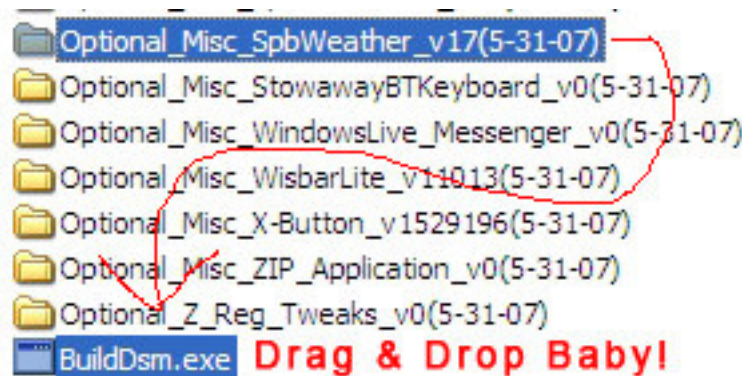 Optional_Misc_SpbWeather_v17(5-31-07)
Optional_Misc_StowawayBTKeyboard_v0(5-31-07)
Optional_Misc_WindowsLive_Messenger_v0(5-31-07)
Optional_Misc_WisbarLite_v11013(5-31-07)
Optional_Misc_X-Button_v1529196(5-31-07)
Optional_Misc_ZIP_Application_v0(5-31-07)
Optional_Z_Reg_Tweaks_v0(5-31-07)
BuildDsm.exe Drag & Drop Baby!